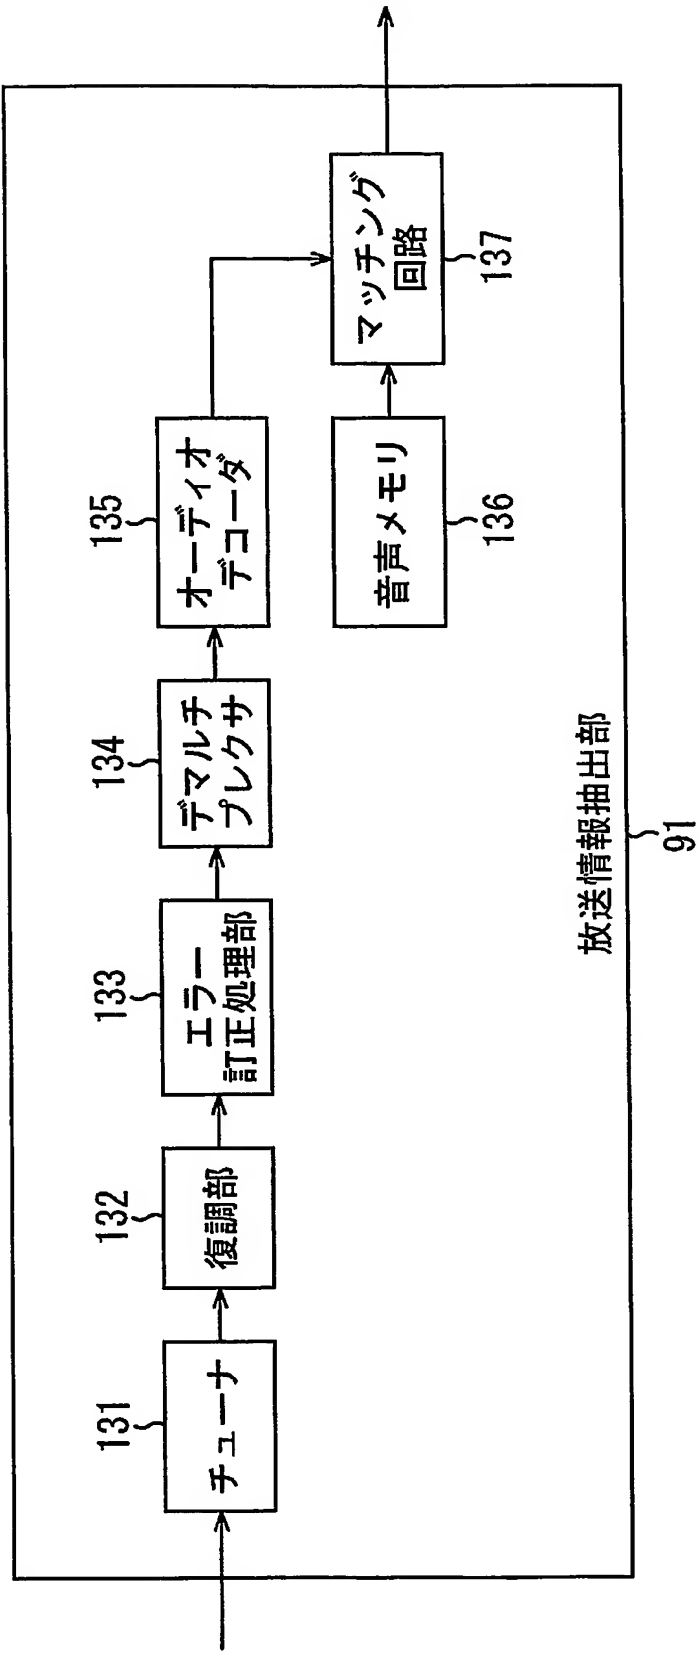 131
チューナ
132
復調部
133
エラー
訂正処理部
134
デマルチ
プレクサ
135
オーディオ
デコーダ
音声メモリ
136
マッチング
回路
137
放送情報抽出部
91